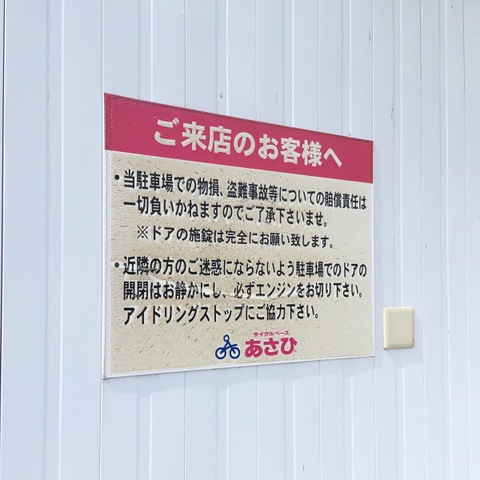 ご来店のお客様へ
・当駐車場での物損、盗難事故等についての賠償責任は
一切負いかねますのでご了承下さいませ。
※ドアの施錠は完全にお願い致します。
・近隣の方のご迷惑にならないよう駐車場でのドアの
開閉はお静かにし、必ずエンジンをお切り下さい。
アイドリングストップにご協力下さい。
サイクルベース
あさひ